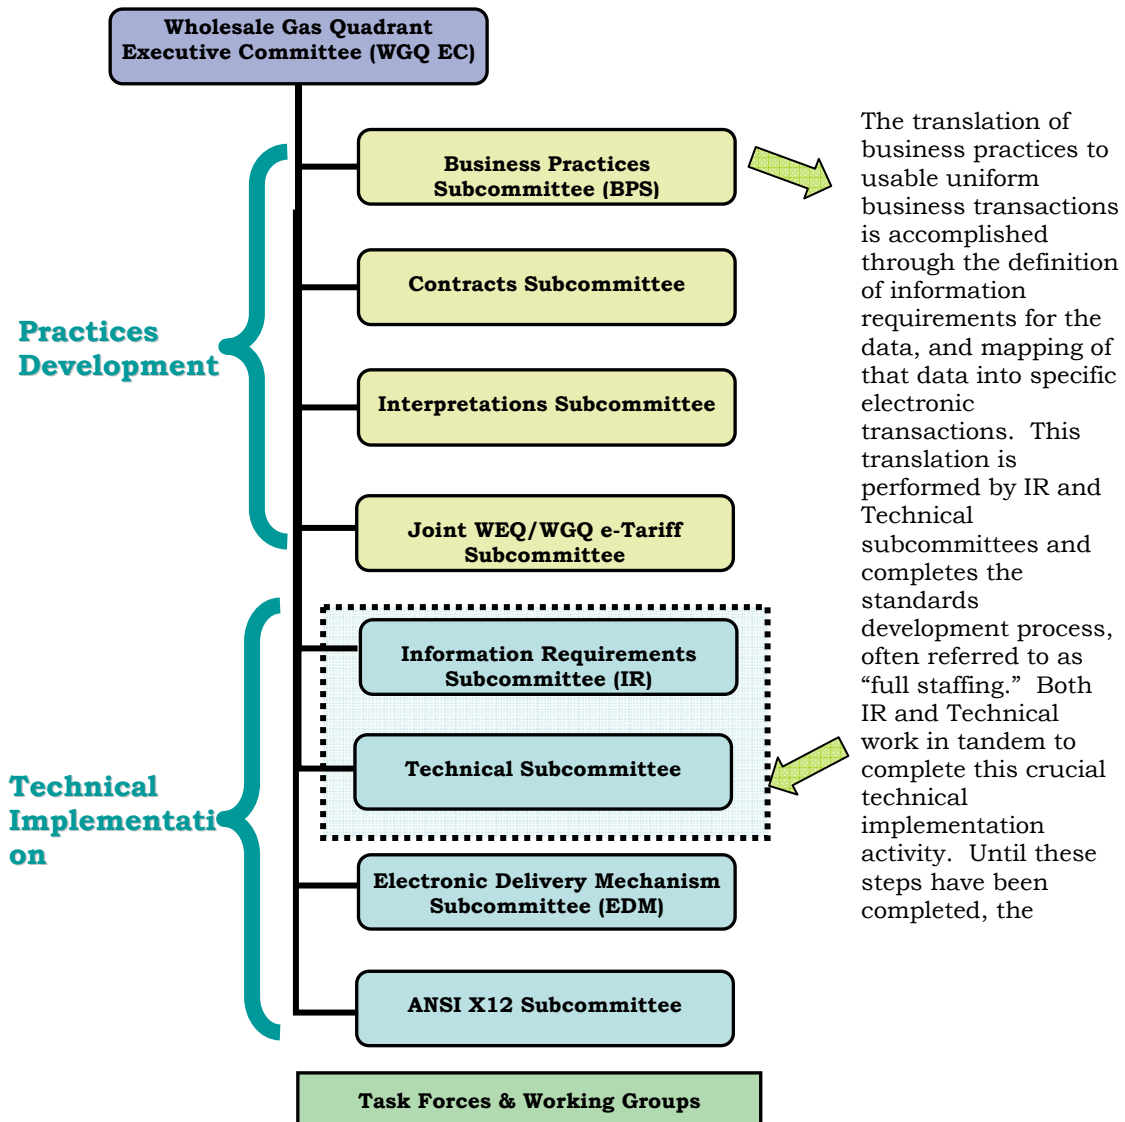 Wholesale Gas Quadrant
Executive Committee (WGQ EC)
Business Practices
Subcommittee (BPS)
Contracts Subcommittee
Practices
Development
Interpretations Subcommittee
Joint WEQ/WGQ e-Tariff
Subcommittee
Information Requirements
Subcommittee (IR)
Technical Subcommittee
Technical
Implementati
on
Electronic Delivery Mechanism
Subcommittee (EDM)
ANSI X12 Subcommittee
Task Forces & Working Groups
The translation of
business practices to
usable uniform
business transactions
is accomplished
through the definition
of information
requirements for the
data, and mapping of
that data into specific
electronic
transactions.  This
translation is
performed by IR and
Technical
subcommittees and
completes the
standards
development process,
often referred to as
“full staffing.”  Both
IR and Technical
work in tandem to
complete this crucial
technical
implementation
activity.  Until these
steps have been
completed, the